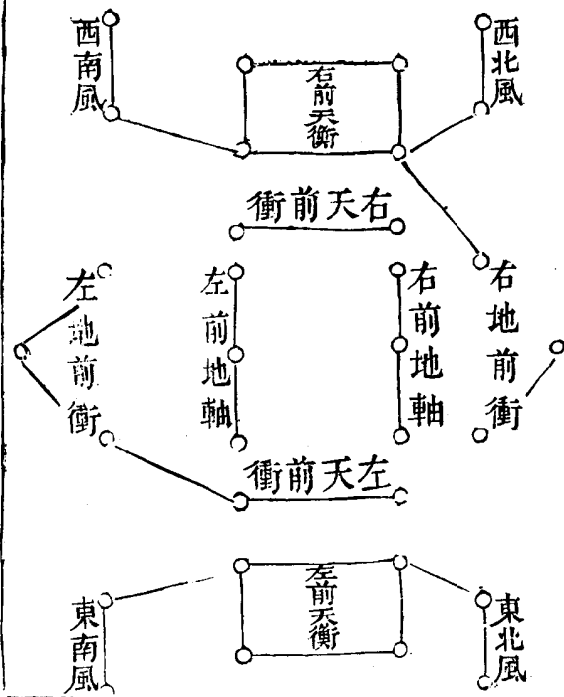 西北風
右前天衡
西南風
右天前衝
右地前衝
右前地軸
左前地軸
左地前衝
左天前衝
東北風
左前天衡
東南風